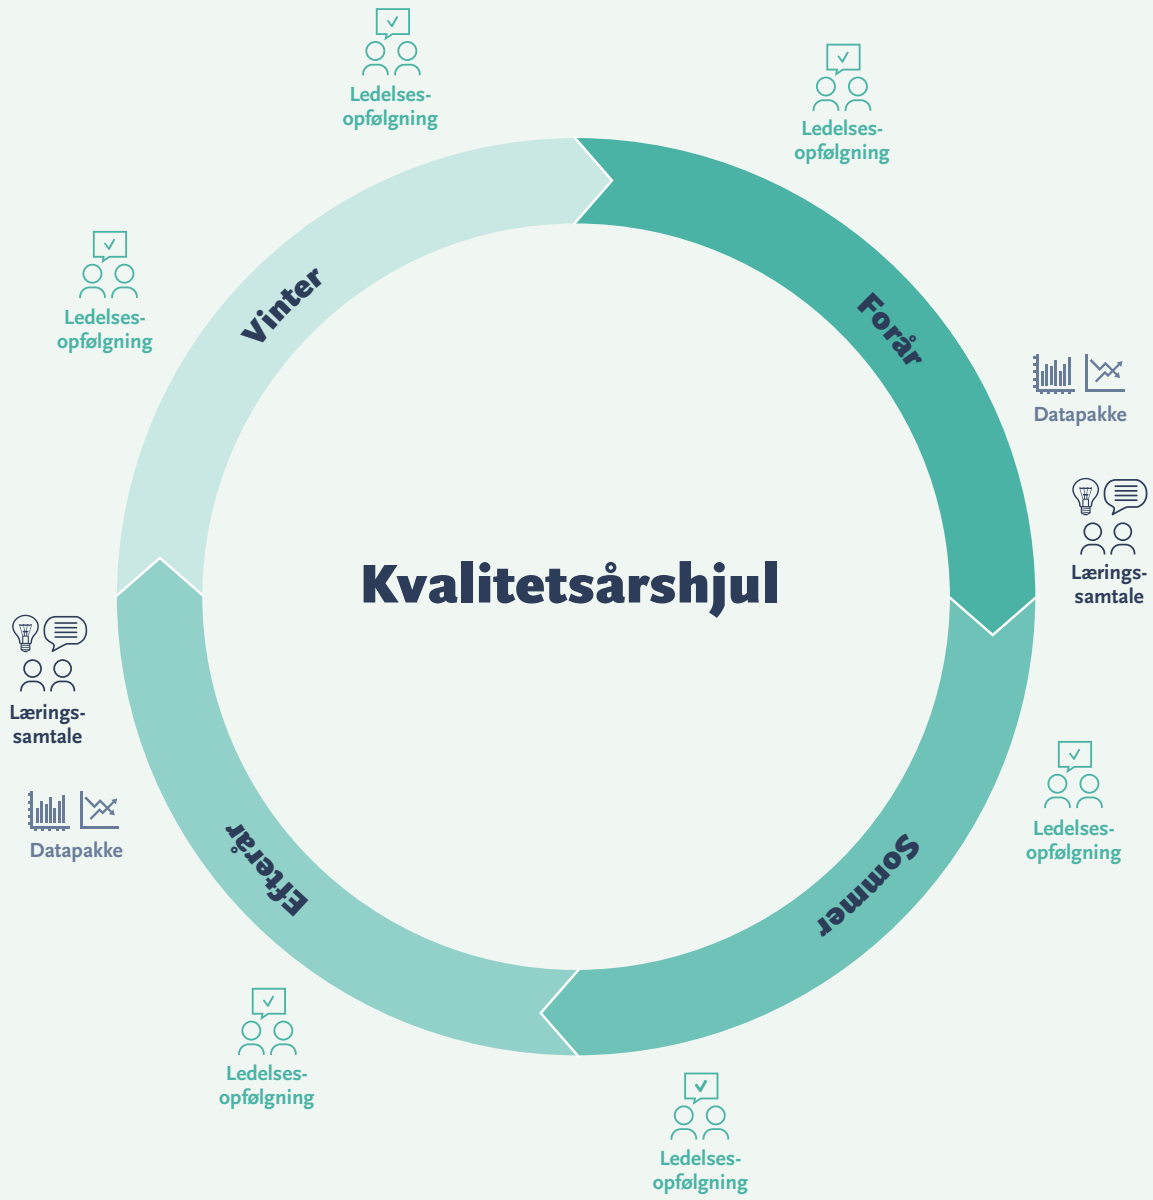 Ledelses-
opfølgning
Ledelses-
opfølgning
Ledelses-
opfølgning
Vinter
Forår
Datapakke
Lærings-
samtale
Kvalitetsårshjul
Lærings-
samtale
Datapakke
Efterår
Sommer
Ledelses-
opfølgning
Ledelses-
opfølgning
Ledelses-
opfølgning